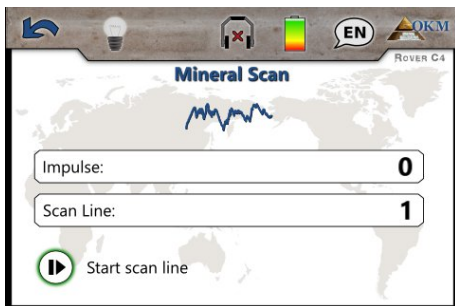 EN
OKM
ROVER C4
Mineral Scan
Impulse: 0
Scan Line: 1
Start scan line